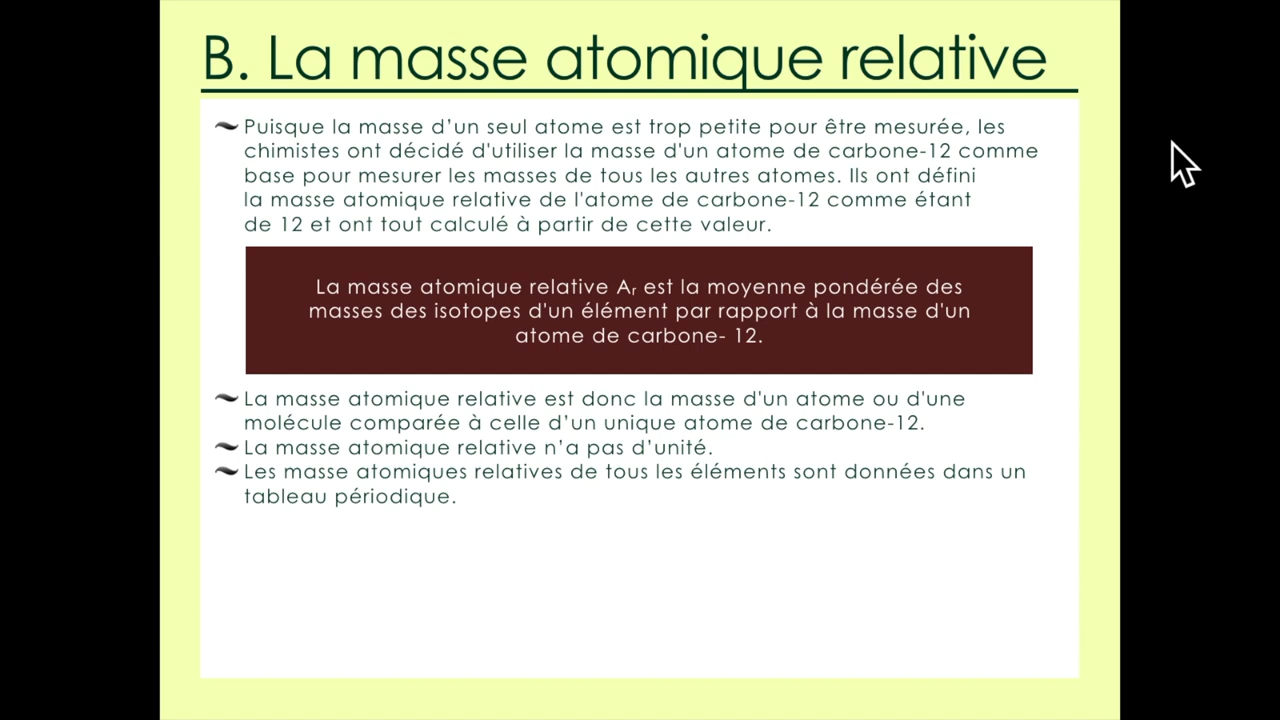 B. La masse atomique relative
Puisque la masse d’un seul atome est trop petite pour être mesurée, les
chimistes ont décidé d'utiliser la masse d'un atome de carbone-12 comme
base pour mesurer les masses de tous les autres atomes. Ils ont défini
la masse atomique relative de l'atome de carbone-12 comme étant
de 12 et ont tout calculé à partir de cette valeur.
La masse atomique relative Aᵣ est la moyenne pondérée des
masses des isotopes d'un élément par rapport à la masse d'un
atome de carbone- 12.
La masse atomique relative est donc la masse d'un atome ou d'une
molécule comparée à celle d’un unique atome de carbone-12.
La masse atomique relative n’a pas d’unité.
Les masse atomiques relatives de tous les éléments sont données dans un
tableau périodique.